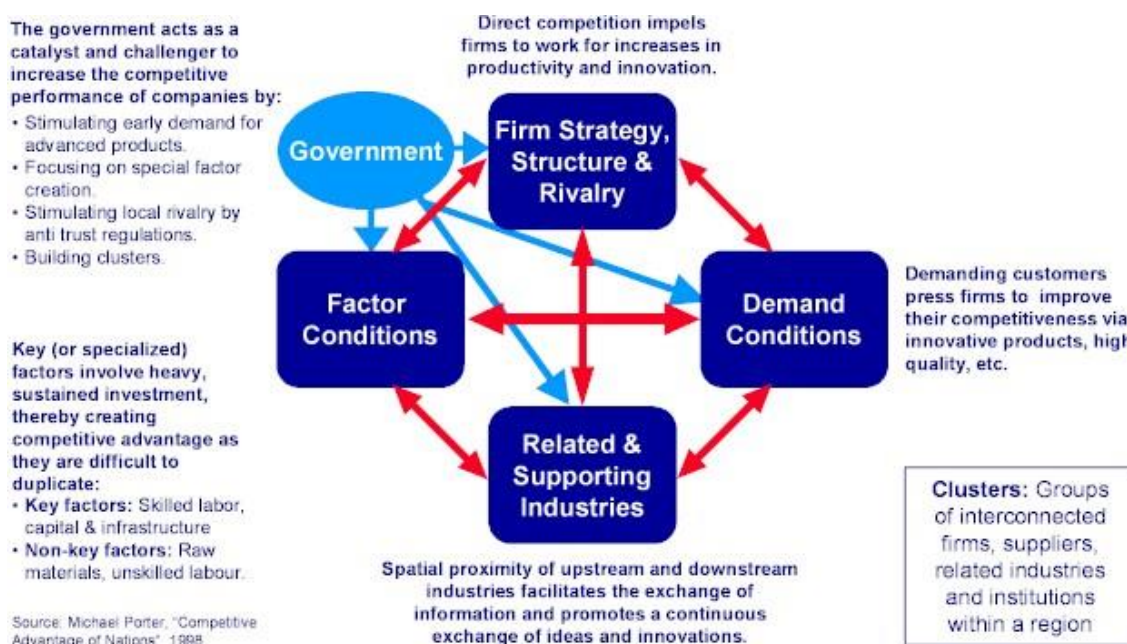 The government acts as a
catalyst and challenger to
increase the competitive
performance of companies by:
• Stimulating early demand for
advanced products.
• Focusing on special factor
creation.
• Stimulating local rivalry by
anti trust regulations.
• Building clusters.
Direct competition impels
firms to work for increases in
productivity and innovation.
Government
Firm Strategy,
Structure &
Rivalry
Factor
Conditions
Demand
Conditions
Demanding customers
press firms to improve
their competitiveness via
innovative products, high
quality, etc.
Key (or specialized)
factors involve heavy,
sustained investment,
thereby creating
competitive advantage as
they are difficult to
duplicate:
• Key factors: Skilled labor,
capital & infrastructure
• Non-key factors: Raw
materials, unskilled labour.
Related &
Supporting
Industries
Spatial proximity of upstream and downstream
industries facilitates the exchange of
information and promotes a continuous
exchange of ideas and innovations.
Clusters: Groups
of interconnected
firms, suppliers,
related industries
and institutions
within a region
Source: Michael Porter, "Competitive
Advantage of Nations", 1998